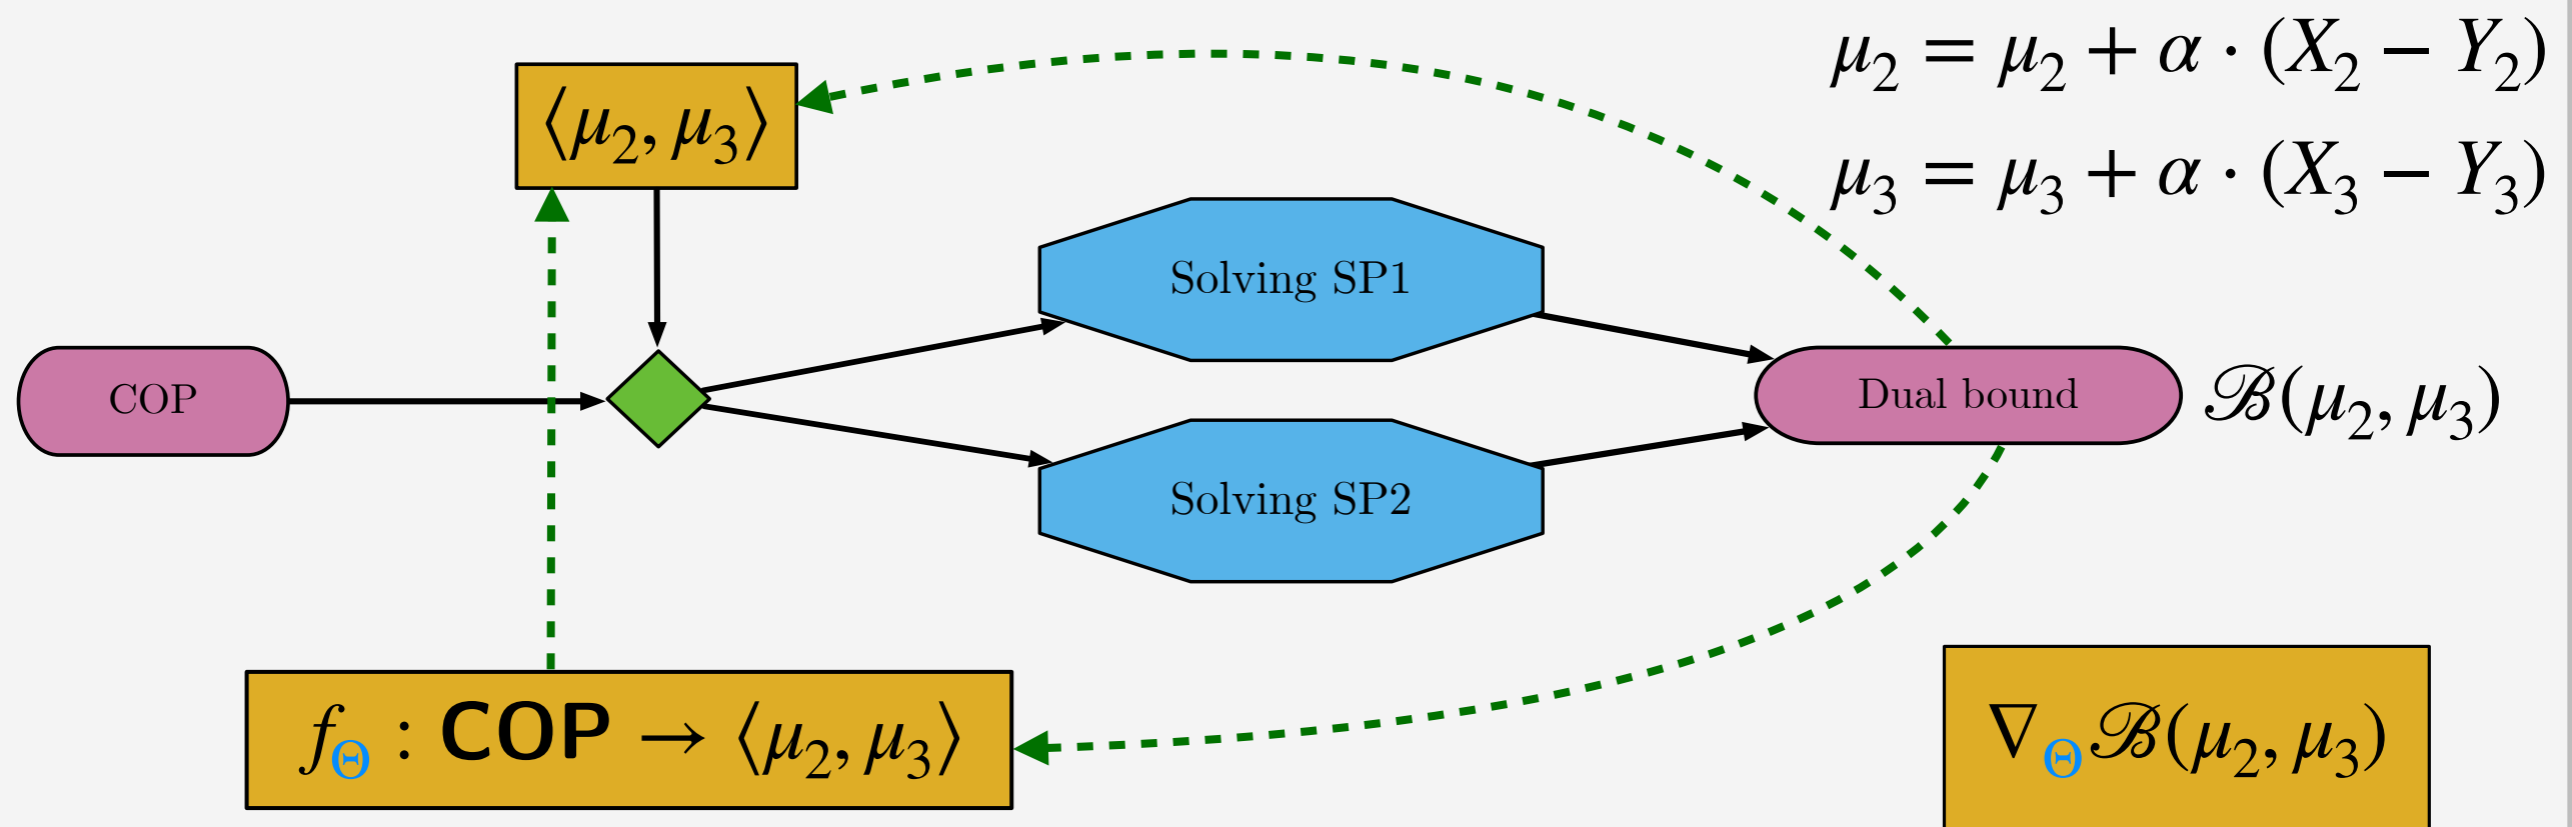 μ₂ = μ₂ + α · (X₂ − Y₂)
⟨μ₂, μ₃⟩
μ₃ = μ₃ + α · (X₃ − Y₃)
Solving SP1
COP
Dual bound
ℬ(μ₂, μ₃)
Solving SP2
f_Θ : COP → ⟨μ₂, μ₃⟩
∇_Θ ℬ(μ₂, μ₃)